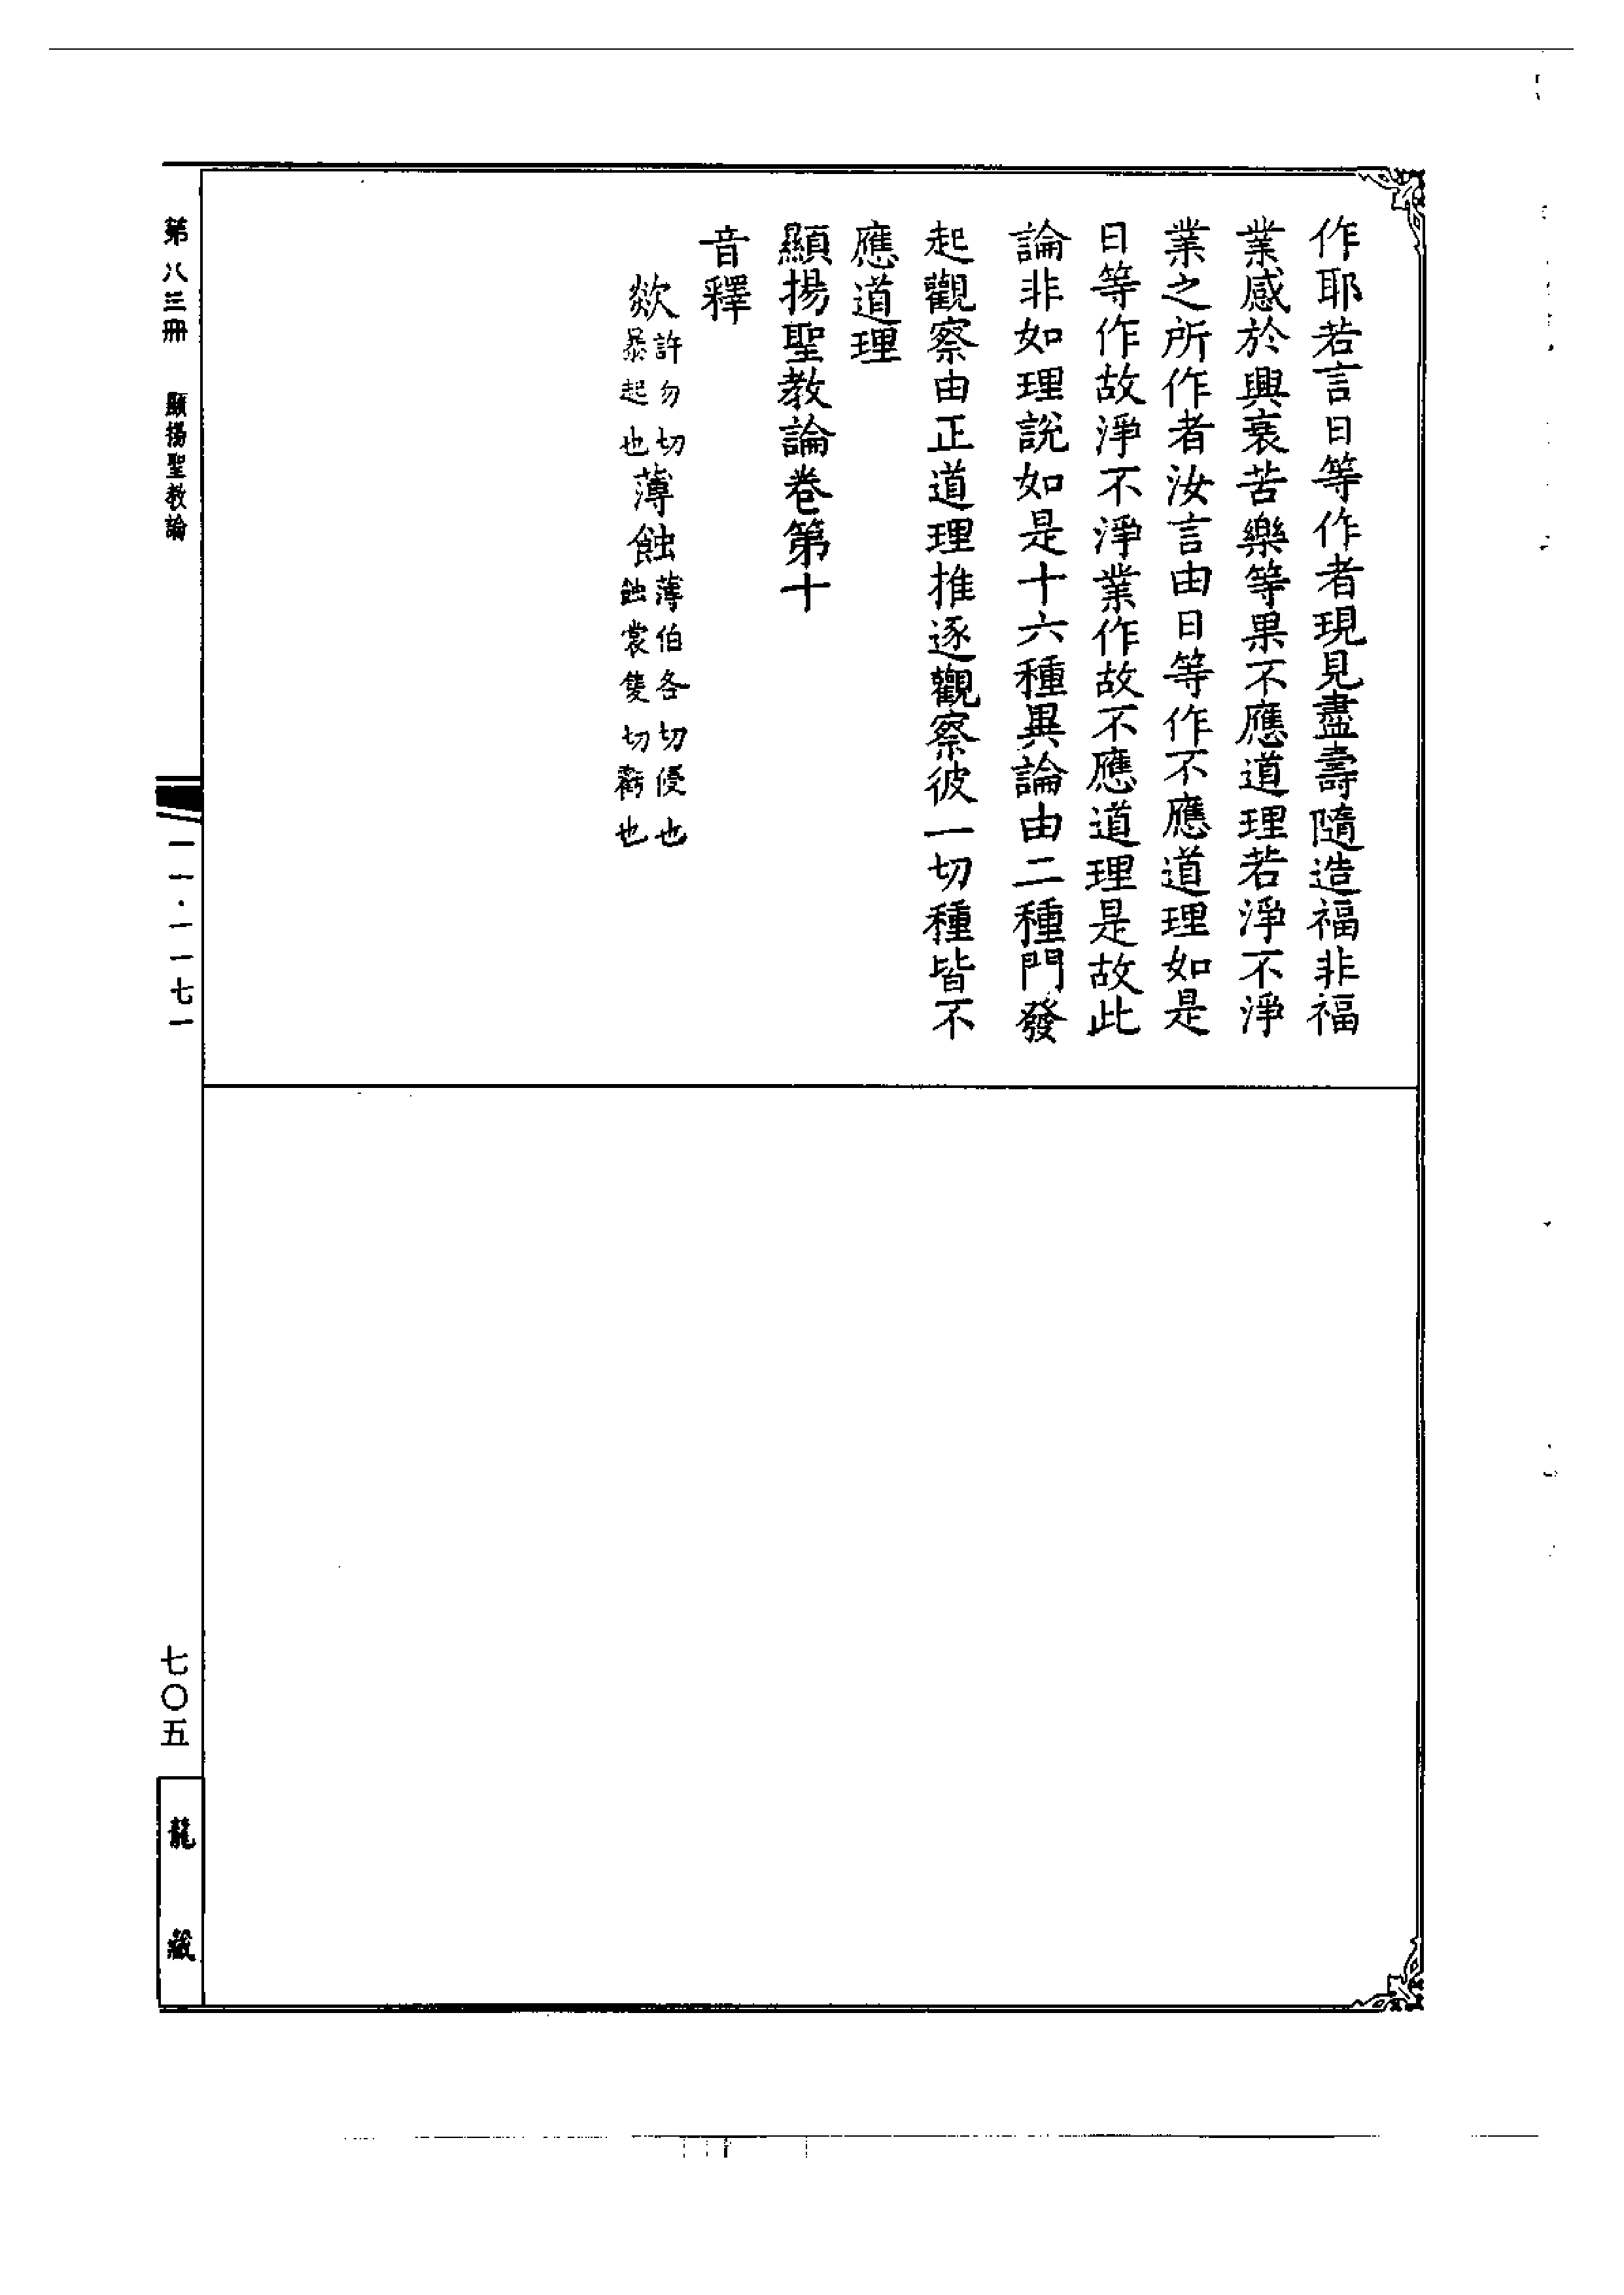 作耶若言日等作者現見盡壽隨造福非福
業感於興衰苦樂等果不應道理若淨不淨
業之所作者汝言由日等作不應道理如是
日等作故淨不淨業作故不應道理是故此
論非如理說如是十六種異論由二種門發
起觀察由正道理推逐觀察彼一切種皆不
應道理
顯揚聖教論卷第十
音釋
欻許勿切暴起也薄蝕薄伯各切侵也蝕裳隻切虧也
第八三冊 顯揚聖教論
一一·一一七一
七〇五
龍藏